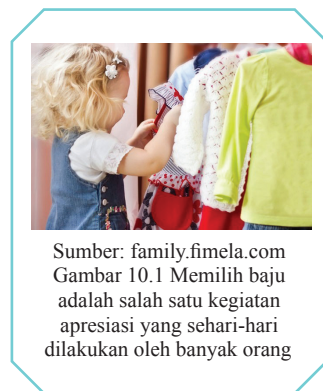 Sumber: family.fimela.com
Gambar 10.1 Memilih baju
adalah salah satu kegiatan
apresiasi yang sehari-hari
dilakukan oleh banyak orang